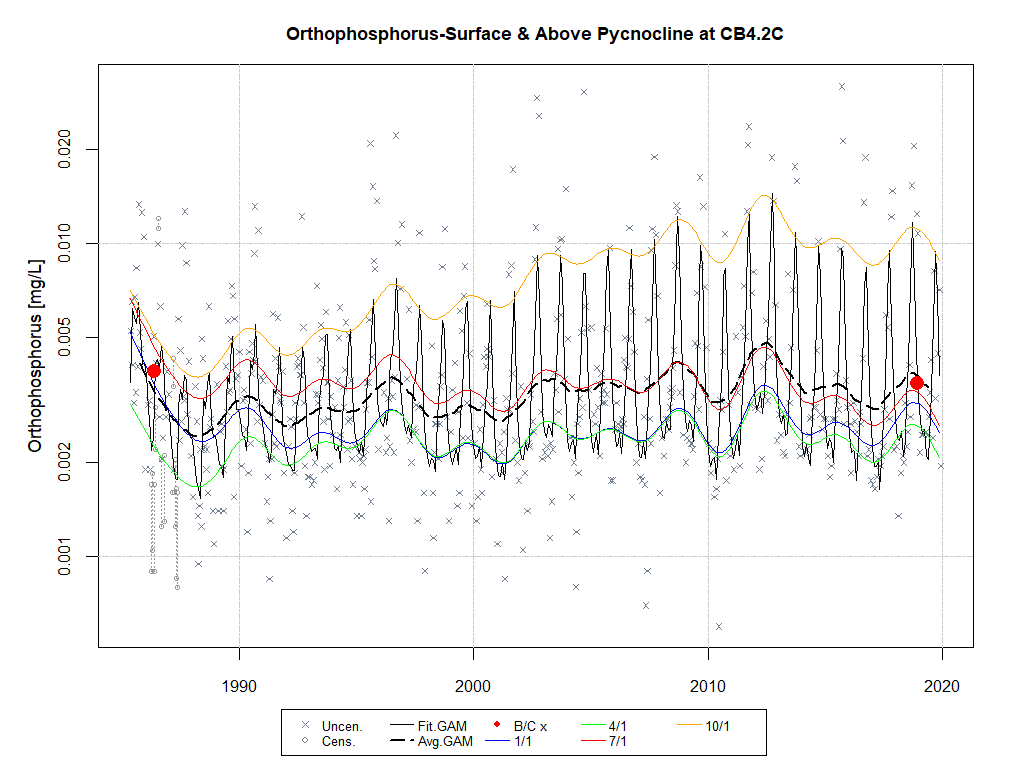 Orthophosphorus-Surface & Above Pycnocline at CB4.2C
Orthophosphorus [mg/L]
0.020
0.010
0.005
0.002
0.001
1990 2000 2010 2020
Uncen. Fit.GAM B/C x 4/1 10/1
Cens. Avg.GAM 1/1 7/1